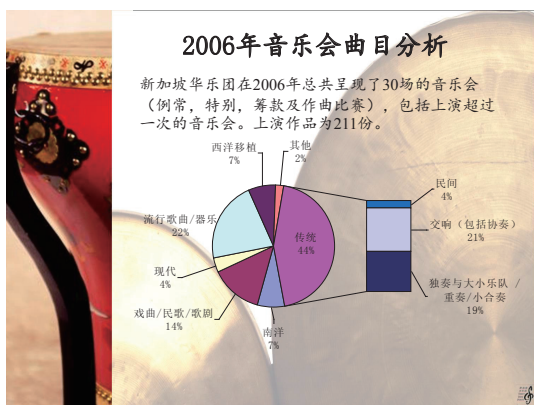 2006年音乐会曲目分析
新加坡华乐团在2006年总共呈现了30场的音乐会
（例常，特别，筹款及作曲比赛），包括上演超过
一次的音乐会。上演作品为211份。
西洋移植
7%
其他
2%
民间
4%
流行歌曲/器乐
22%
传统
44%
交响（包括协奏）
21%
现代
4%
独奏与大小乐队 /
重奏/小合奏
19%
戏曲/民歌/歌剧
14%
南洋
7%